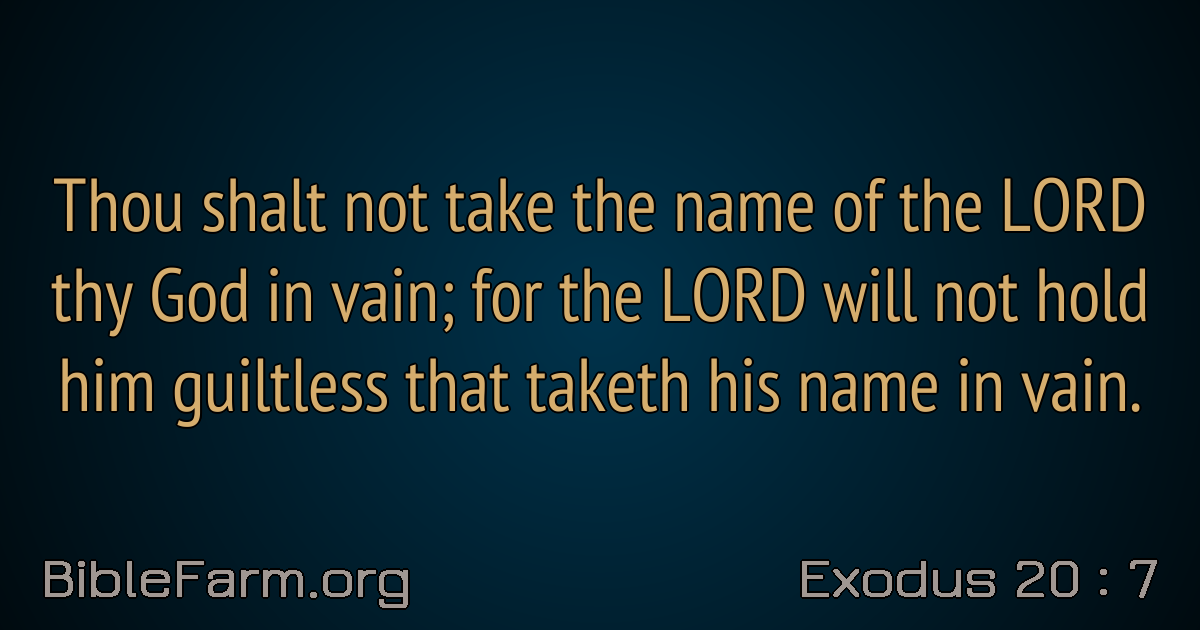 Thou shalt not take the name of the LORD
thy God in vain; for the LORD will not hold
him guiltless that taketh his name in vain.
BibleFarm.org
Exodus 20 : 7